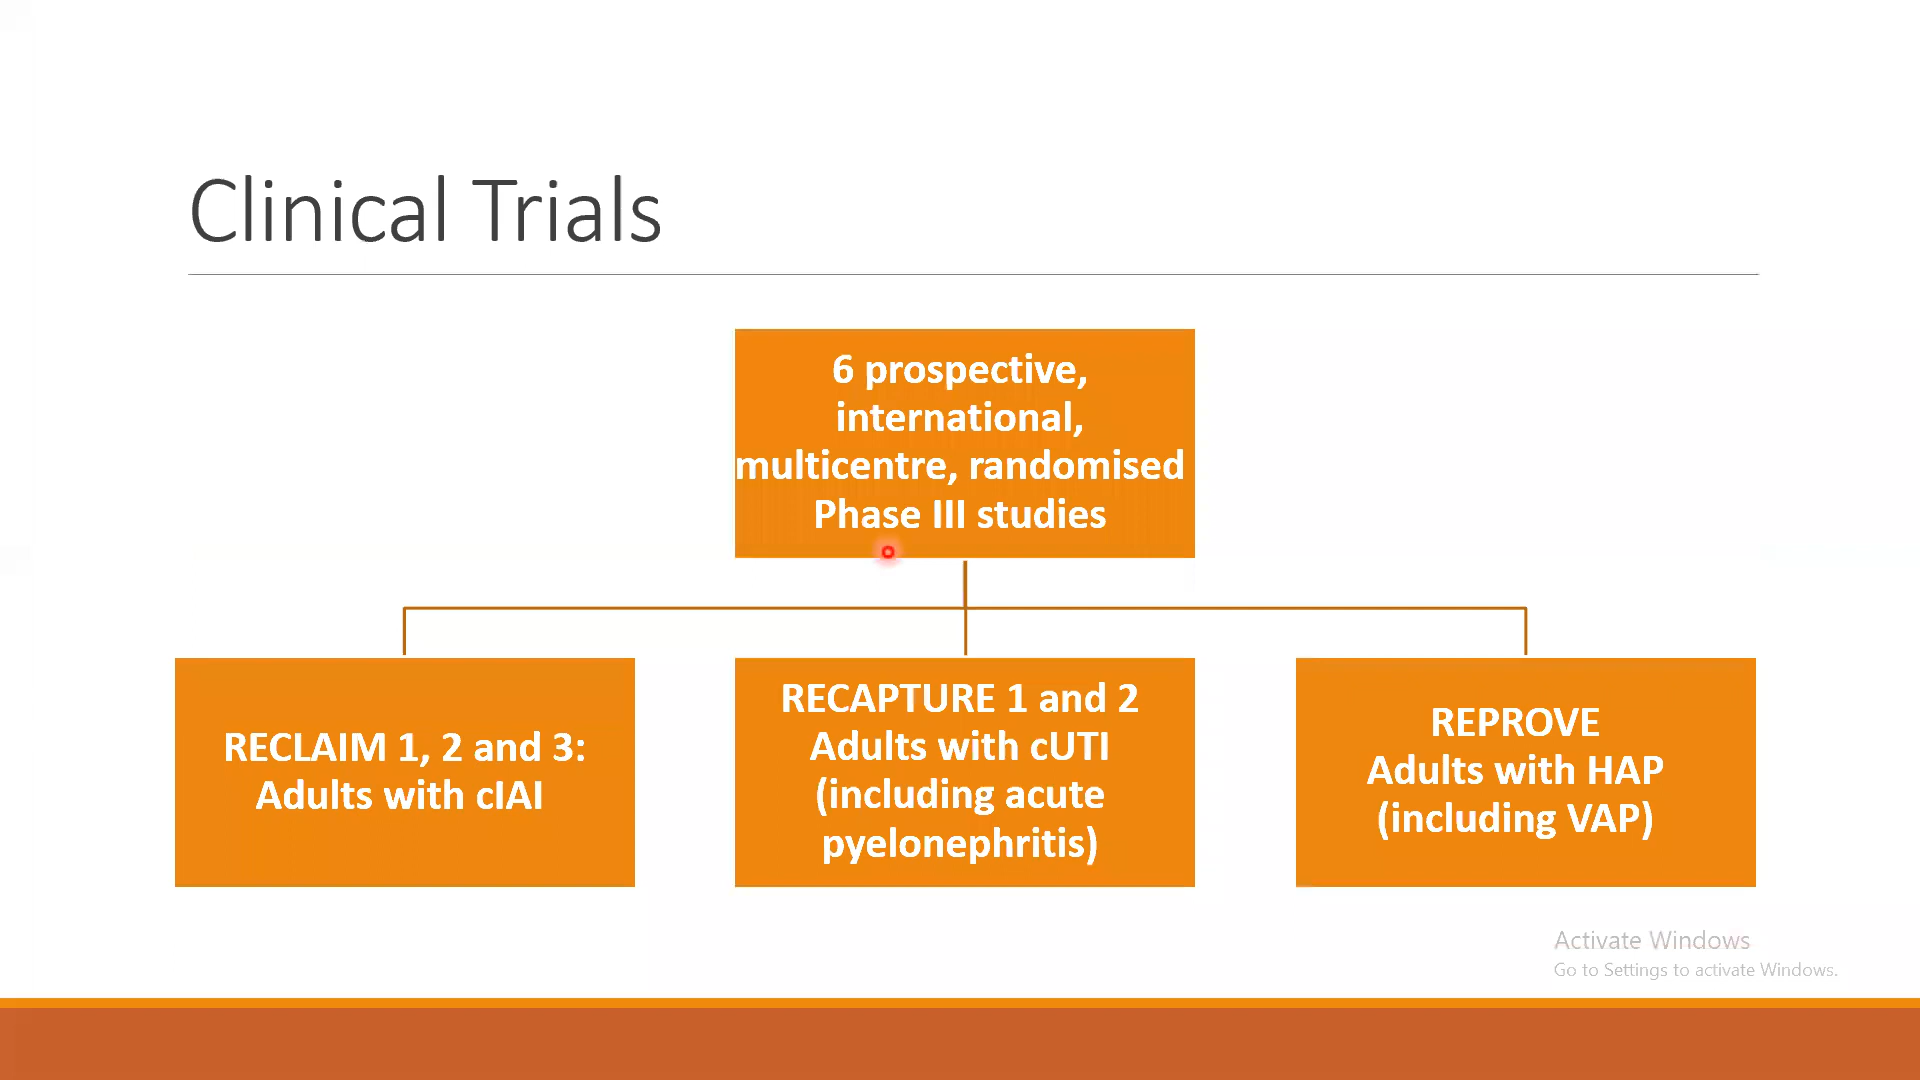 Clinical Trials
6 prospective,
international,
multicentre, randomised
Phase III studies
RECLAIM 1, 2 and 3:
Adults with cIAI
RECAPTURE 1 and 2
Adults with cUTI
(including acute
pyelonephritis)
REPROVE
Adults with HAP
(including VAP)
Activate Windows
Go to Settings to activate Windows.